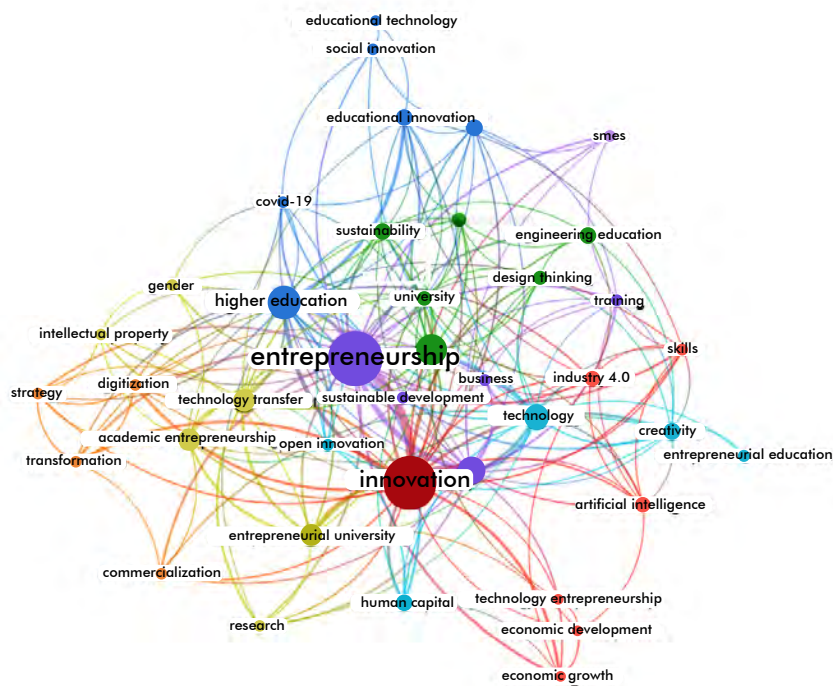 educational technology
social innovation
educational innovation
smes
covid-19
sustainability
engineering education
design thinking
gender
higher education
university
training
intellectual property
entrepreneurship
skills
business
industry 4.0
strategy
digitization
technology transfer
sustainable development
technology
creativity
academic entrepreneurship
open innovation
entrepreneurial education
transformation
innovation
artificial intelligence
entrepreneurial university
commercialization
technology entrepreneurship
human capital
research
economic development
economic growth